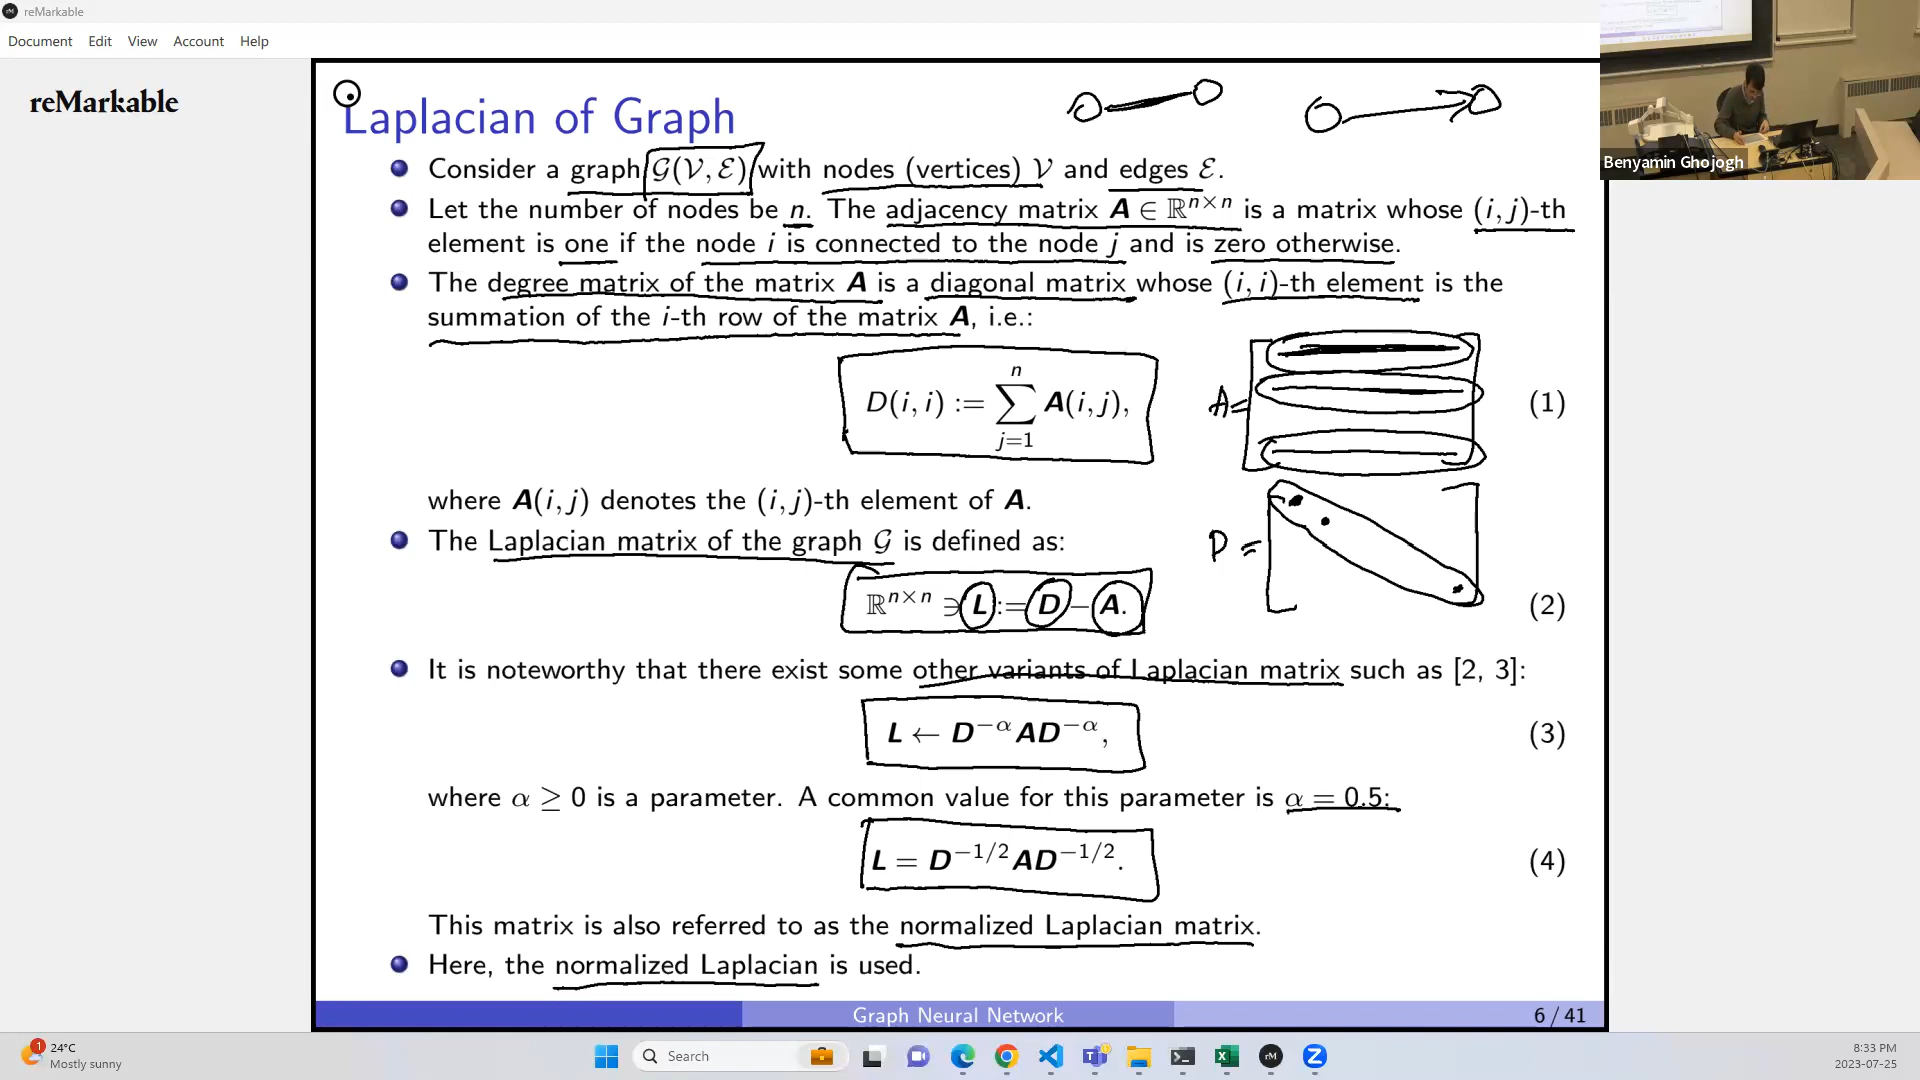 reMarkable
Document Edit View Account Help
reMarkable
Laplacian of Graph
Consider a graph 𝒢(𝒱, ℰ) with nodes (vertices) 𝒱 and edges ℰ.
Let the number of nodes be n. The adjacency matrix A ∈ ℝⁿˣⁿ is a matrix whose (i, j)-th
element is one if the node i is connected to the node j and is zero otherwise.
The degree matrix of the matrix A is a diagonal matrix whose (i, i)-th element is the
summation of the i-th row of the matrix A, i.e.:
D(i, i) := ∑ⁿⱼ₌₁ A(i, j), (1)
A=
where A(i, j) denotes the (i, j)-th element of A.
The Laplacian matrix of the graph 𝒢 is defined as:
D =
ℝⁿˣⁿ ∋ L := D − A. (2)
It is noteworthy that there exist some other variants of Laplacian matrix such as [2, 3]:
L ← D^−α AD^−α, (3)
where α ≥ 0 is a parameter. A common value for this parameter is α = 0.5:
L = D^−1/2 AD^−1/2. (4)
This matrix is also referred to as the normalized Laplacian matrix.
Here, the normalized Laplacian is used.
Graph Neural Network 6 / 41
Benyamin Ghojogh
1
24°C
Mostly sunny
Search
rM
8:33 PM
2023-07-25